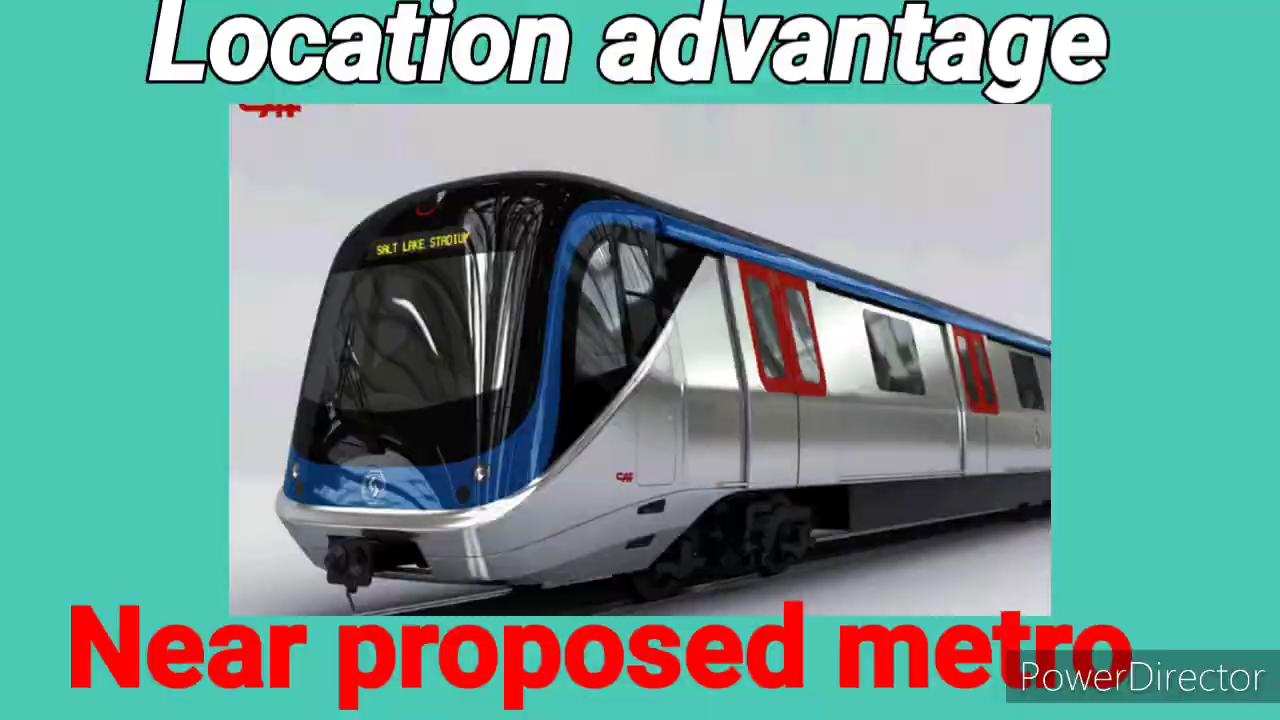 Location advantage
SALT LAKE STADIUM
CAF
Near proposed metro
PowerDirector